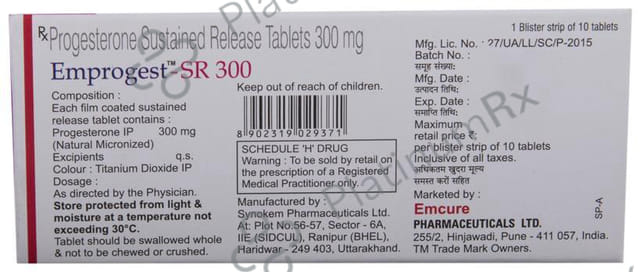 1 Blister strip of 10 tablets
Rx Progesterone Sustained Release Tablets 300 mg
Emprogest™-SR 300
Composition :
Each film coated sustained
release tablet contains :
Progesterone IP 300 mg
(Natural Micronized)
Excipients q.s.
Colour : Titanium Dioxide IP
Dosage :
As directed by the Physician.
Store protected from light &
moisture at a temperature not
exceeding 30°C.
Tablet should be swallowed whole
& not to be chewed or crushed.
Keep out of reach of children.
8902319029371
SCHEDULE 'H' DRUG
Warning : To be sold by retail on
the prescription of a Registered
Medical Practitioner only.
Manufactured by :
Synokem Pharmaceuticals Ltd.
At: Plot No.56-57, Sector - 6A,
IIE (SIDCUL), Ranipur (BHEL),
Haridwar - 249 403, Uttarakhand.
Mfg. Lic. No. : 27/UA/LL/SC/P-2015
Batch No. :
समूह संख्या:
Mfg. Date :
उत्पादन तिथि:
Exp. Date :
समाप्ति तिथि:
Maximum
retail price ₹:
per blister strip of 10 tablets
Inclusive of all taxes.
अधिकतम खुदरा मूल्य
समस्त करों सहित
Marketed by :
Emcure
PHARMACEUTICALS LTD.
255/2, Hinjawadi, Pune - 411 057, India.
TM Trade Mark Owners.
SP-A
PlatinumRx